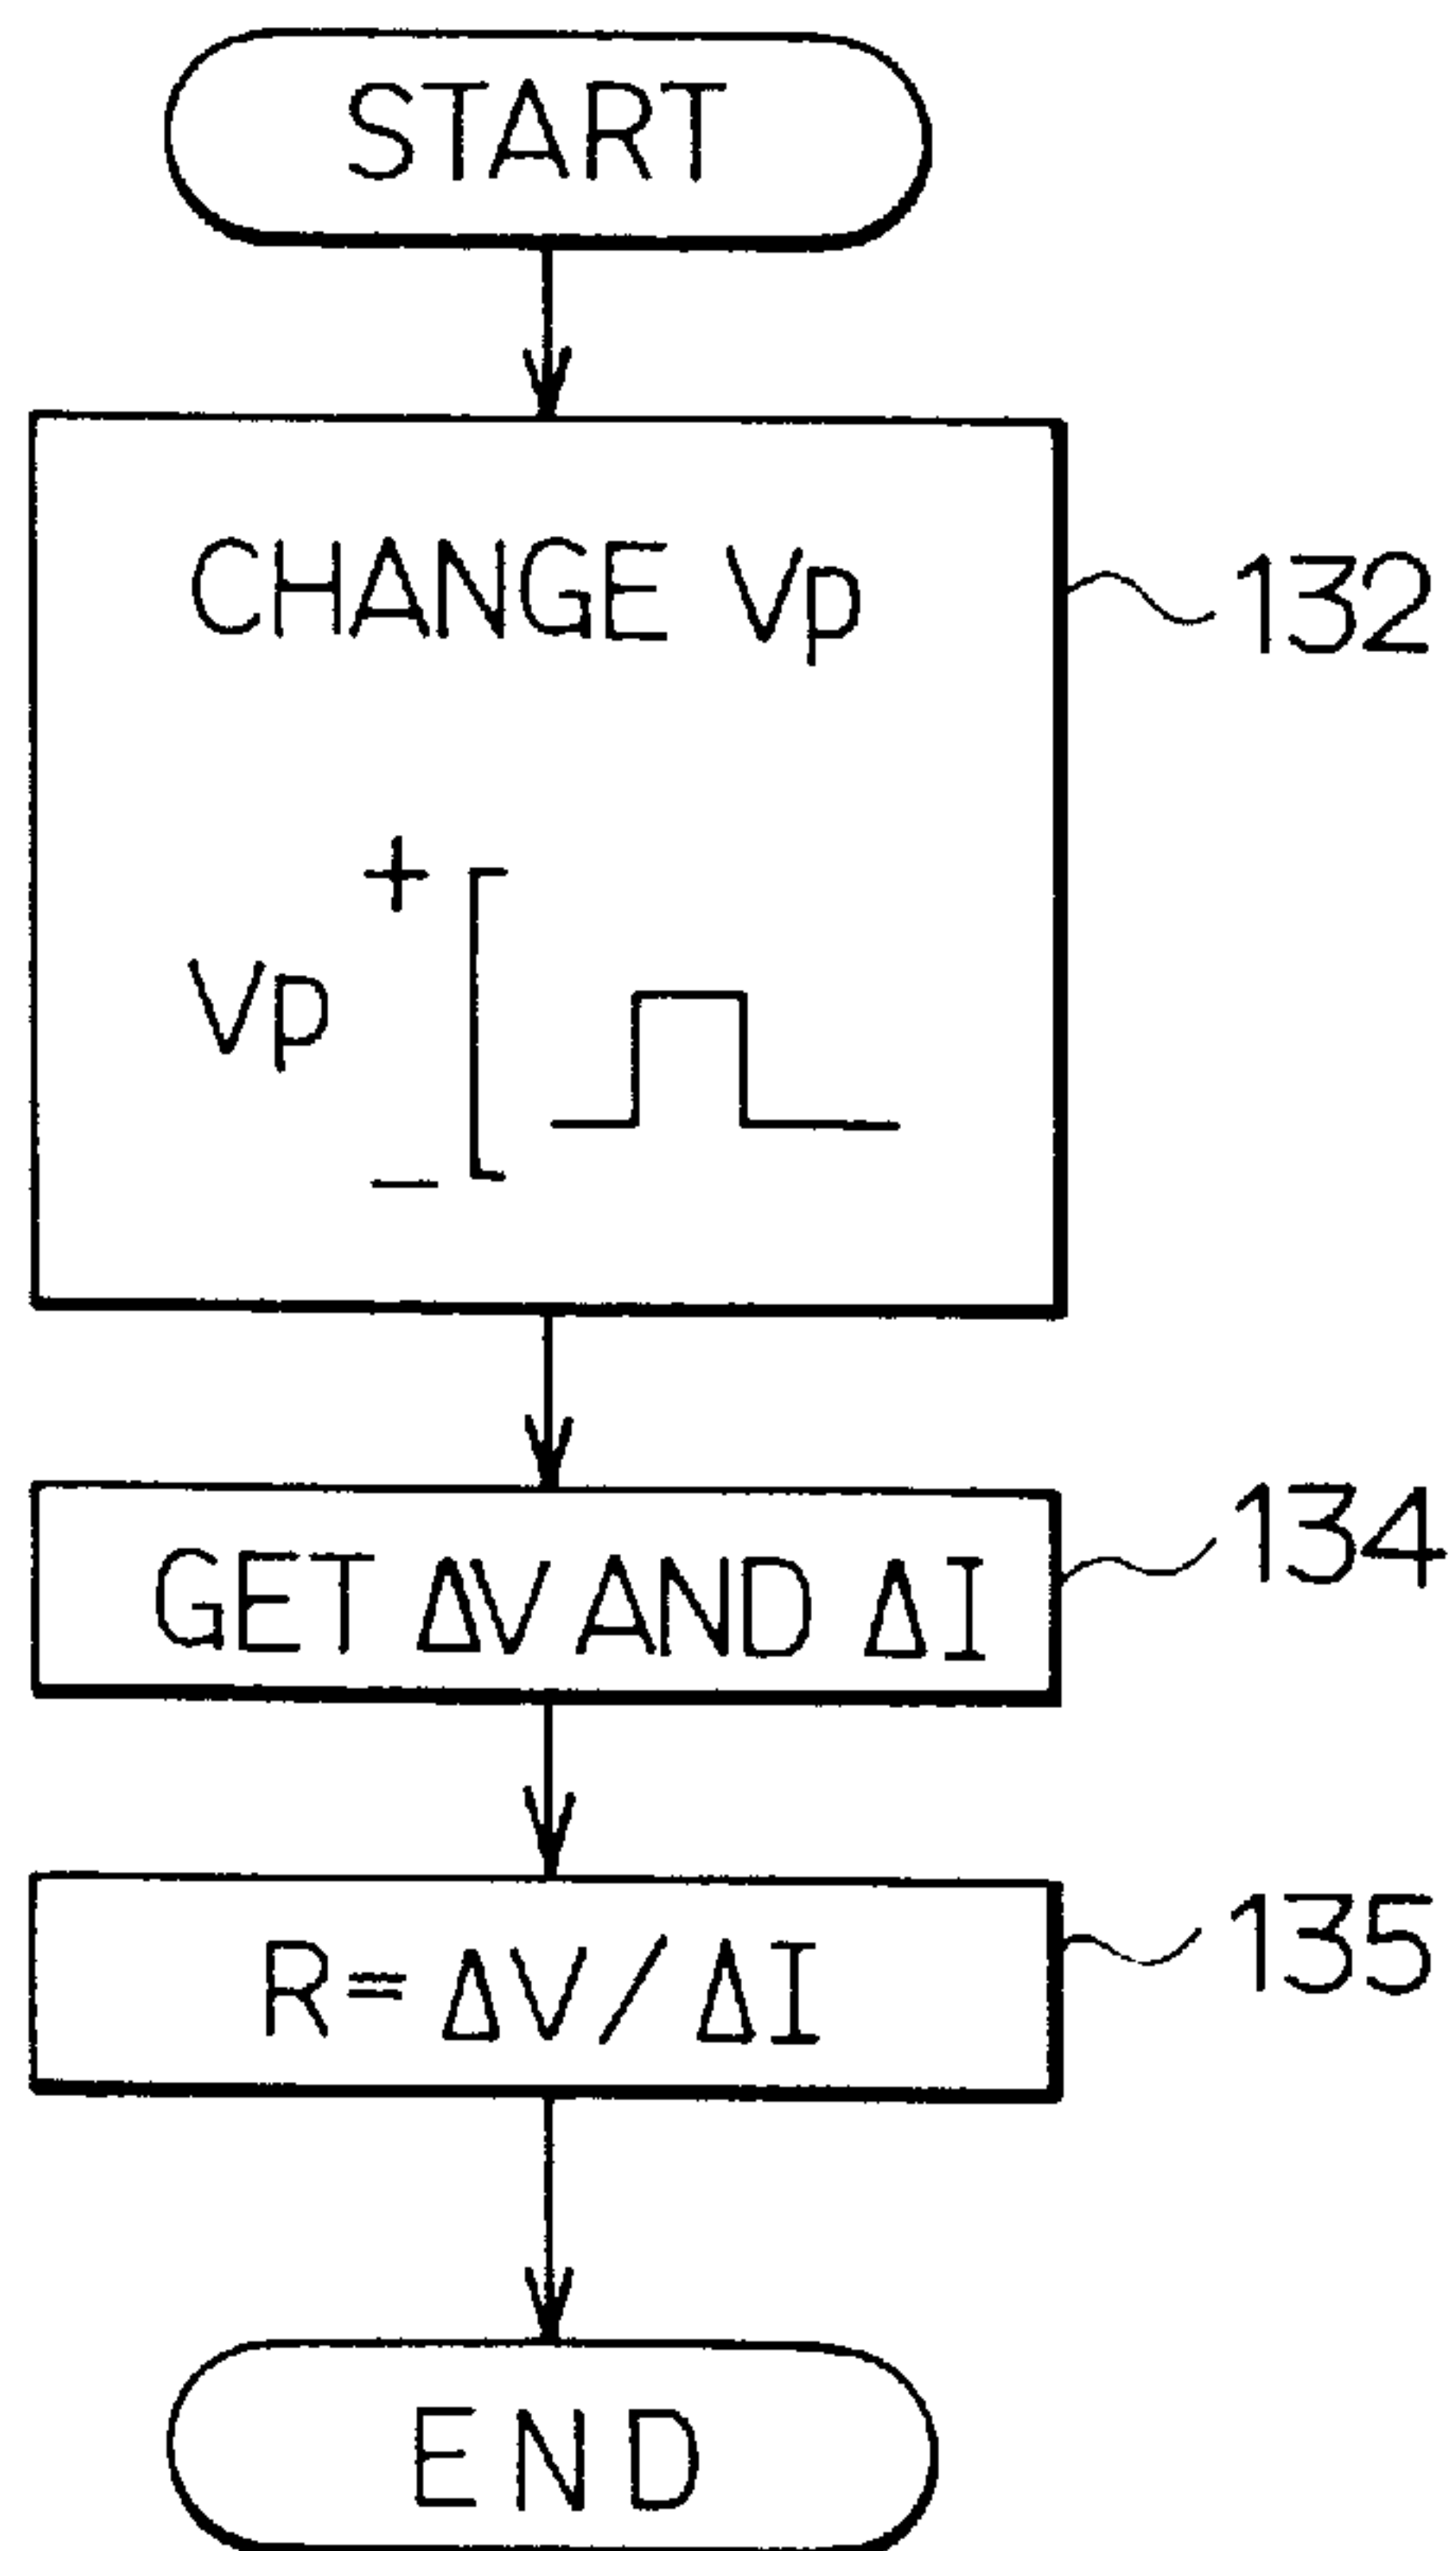 START
CHANGE Vp
132
+
Vp
−
GET ΔV AND ΔI
134
R= ΔV/ΔI
135
END